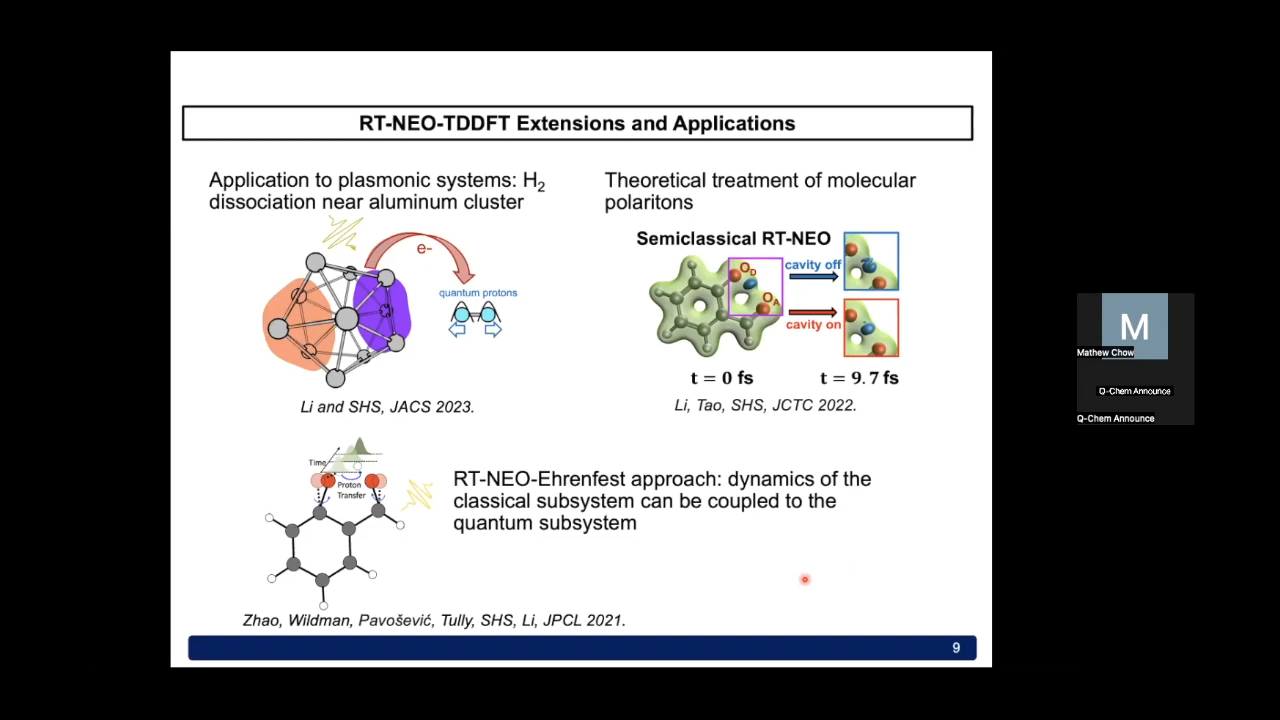 RT-NEO-TDDFT Extensions and Applications
Application to plasmonic systems: H2
dissociation near aluminum cluster
e-
quantum protons
Li and SHS, JACS 2023.
Theoretical treatment of molecular
polaritons
Semiclassical RT-NEO
OD
OA
cavity off
cavity on
t = 0 fs
t = 9.7 fs
Li, Tao, SHS, JCTC 2022.
Time
Proton
Transfer
RT-NEO-Ehrenfest approach: dynamics of the
classical subsystem can be coupled to the
quantum subsystem
Zhao, Wildman, Pavošević, Tully, SHS, Li, JPCL 2021.
9
M
Mathew Chow
Q-Chem Announce
Q-Chem Announce